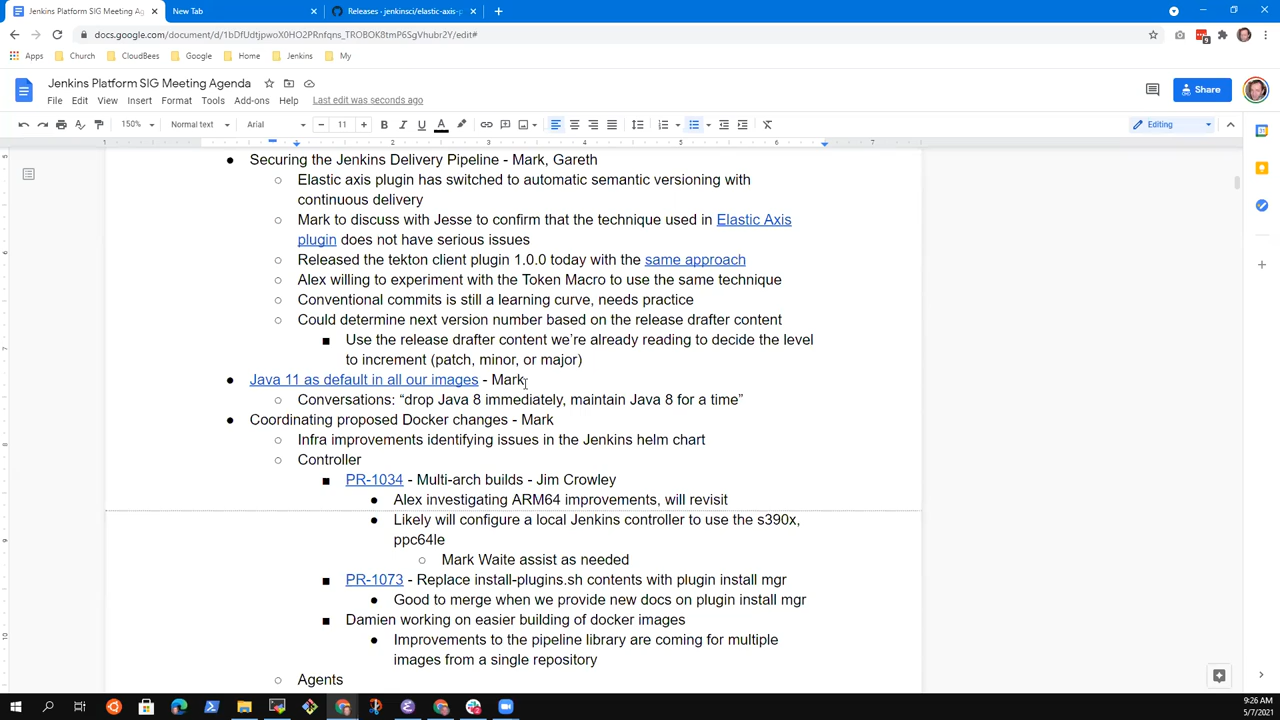 Jenkins Platform SIG Meeting Ag
New Tab
Releases · jenkinsci/elastic-axis-p
docs.google.com/document/d/1bDfUdtjpwoX0HO2PRnfqns_TROBOK8tmP6SgVhubr2Y/edit#
9
Apps
Church
CloudBees
Google
Home
Jenkins
My
Jenkins Platform SIG Meeting Agenda
Share
File Edit View Insert Format Tools Add-ons Help Last edit was seconds ago
150% Normal text Arial 11 Editing
1 1 2 3 4 5 6 7
• Securing the Jenkins Delivery Pipeline - Mark, Gareth
○ Elastic axis plugin has switched to automatic semantic versioning with
continuous delivery
○ Mark to discuss with Jesse to confirm that the technique used in Elastic Axis
plugin does not have serious issues
○ Released the tekton client plugin 1.0.0 today with the same approach
○ Alex willing to experiment with the Token Macro to use the same technique
○ Conventional commits is still a learning curve, needs practice
○ Could determine next version number based on the release drafter content
■ Use the release drafter content we’re already reading to decide the level
to increment (patch, minor, or major)
• Java 11 as default in all our images - Mark
○ Conversations: “drop Java 8 immediately, maintain Java 8 for a time”
• Coordinating proposed Docker changes - Mark
○ Infra improvements identifying issues in the Jenkins helm chart
○ Controller
■ PR-1034 - Multi-arch builds - Jim Crowley
• Alex investigating ARM64 improvements, will revisit
• Likely will configure a local Jenkins controller to use the s390x,
ppc64le
○ Mark Waite assist as needed
■ PR-1073 - Replace install-plugins.sh contents with plugin install mgr
• Good to merge when we provide new docs on plugin install mgr
■ Damien working on easier building of docker images
• Improvements to the pipeline library are coming for multiple
images from a single repository
○ Agents
9:26 AM
5/7/2021